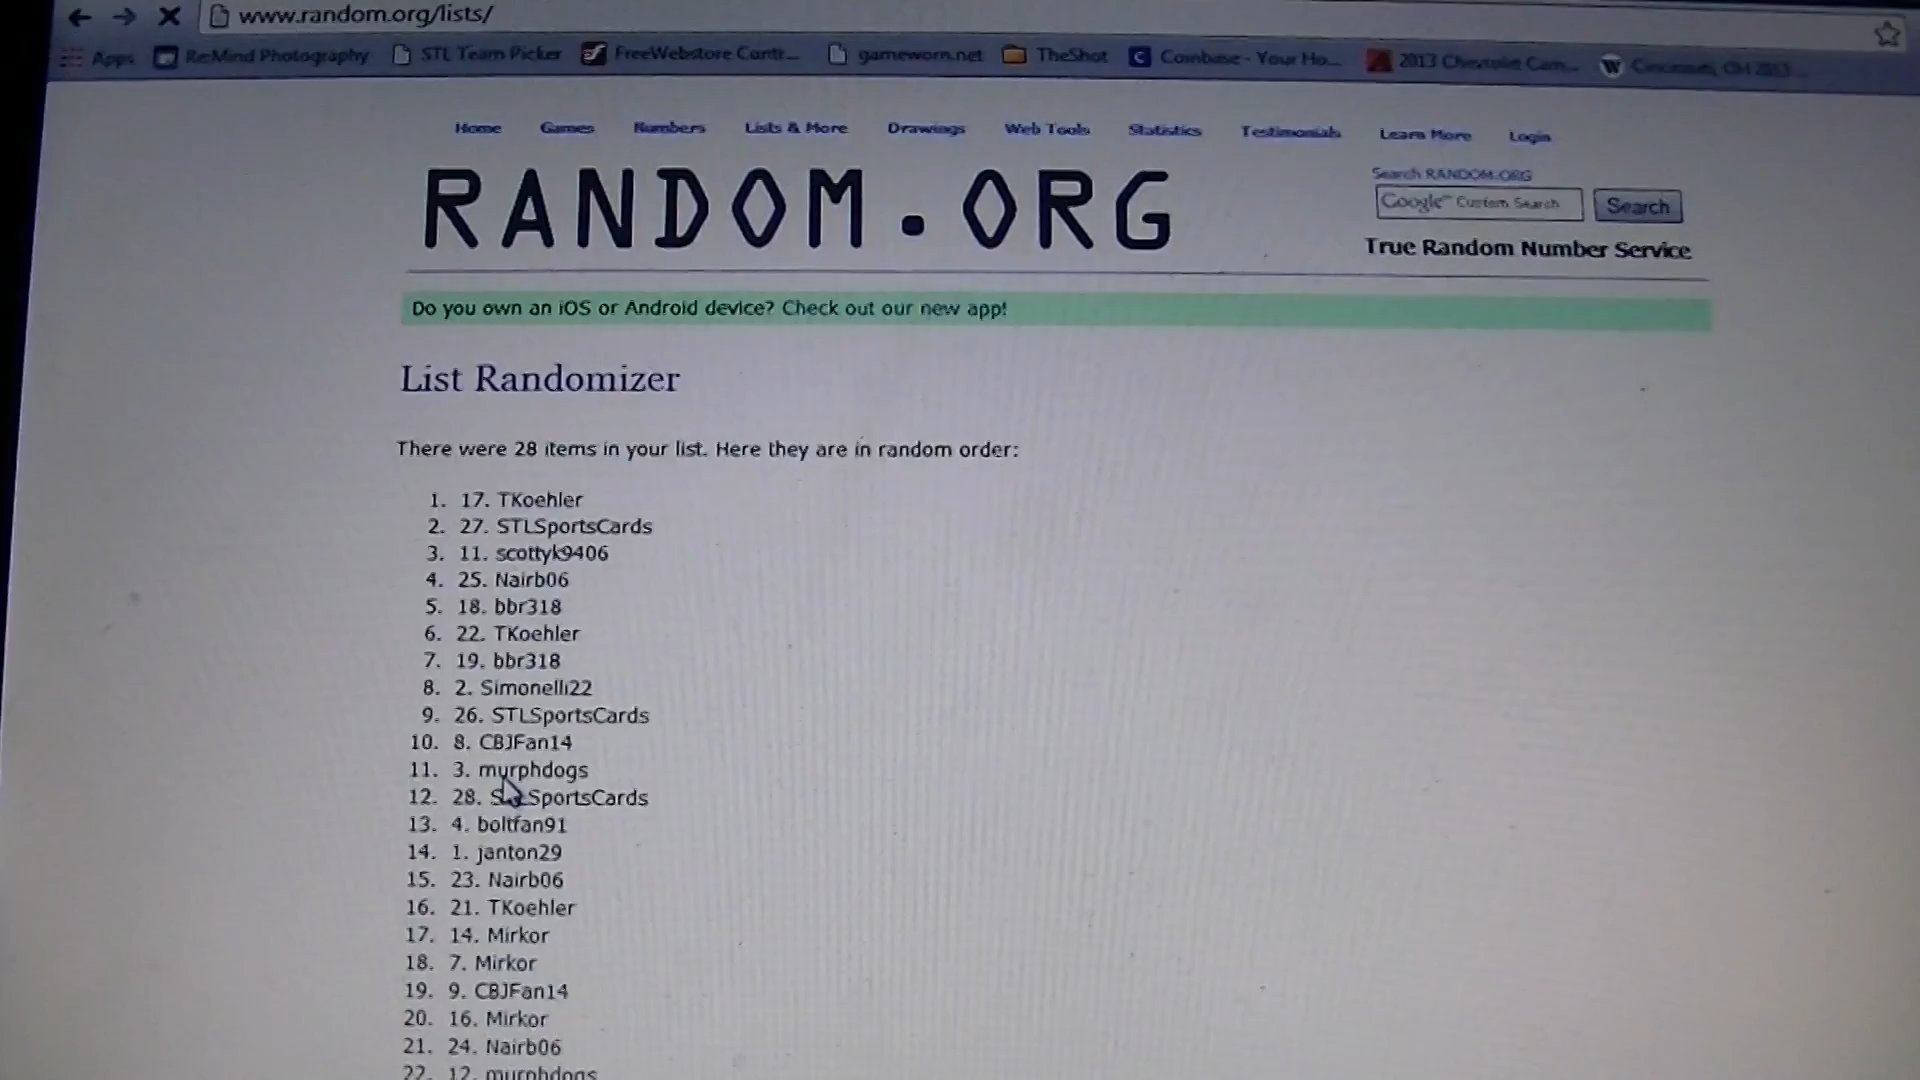 www.random.org/lists/
Apps Re:Mind Photography STL Team Picker FreeWebstore Contr... gameworn.net TheShot Coinbase - Your Ho... 2013 Chevrolet Cam... Cincinnati, OH 2013 ...
Home Games Numbers Lists & More Drawings Web Tools Statistics Testimonials Learn More Login
RANDOM.ORG
Search RANDOM.ORG
Google™ Custom Search Search
True Random Number Service
Do you own an iOS or Android device? Check out our new app!
List Randomizer
There were 28 items in your list. Here they are in random order:
1. 17. TKoehler
2. 27. STLSportsCards
3. 11. scottyk9406
4. 25. Nairb06
5. 18. bbr318
6. 22. TKoehler
7. 19. bbr318
8. 2. Simonelli22
9. 26. STLSportsCards
10. 8. CBJFan14
11. 3. murphdogs
12. 28. STLSportsCards
13. 4. boltfan91
14. 1. janton29
15. 23. Nairb06
16. 21. TKoehler
17. 14. Mirkor
18. 7. Mirkor
19. 9. CBJFan14
20. 16. Mirkor
21. 24. Nairb06
22. 12. murphdogs